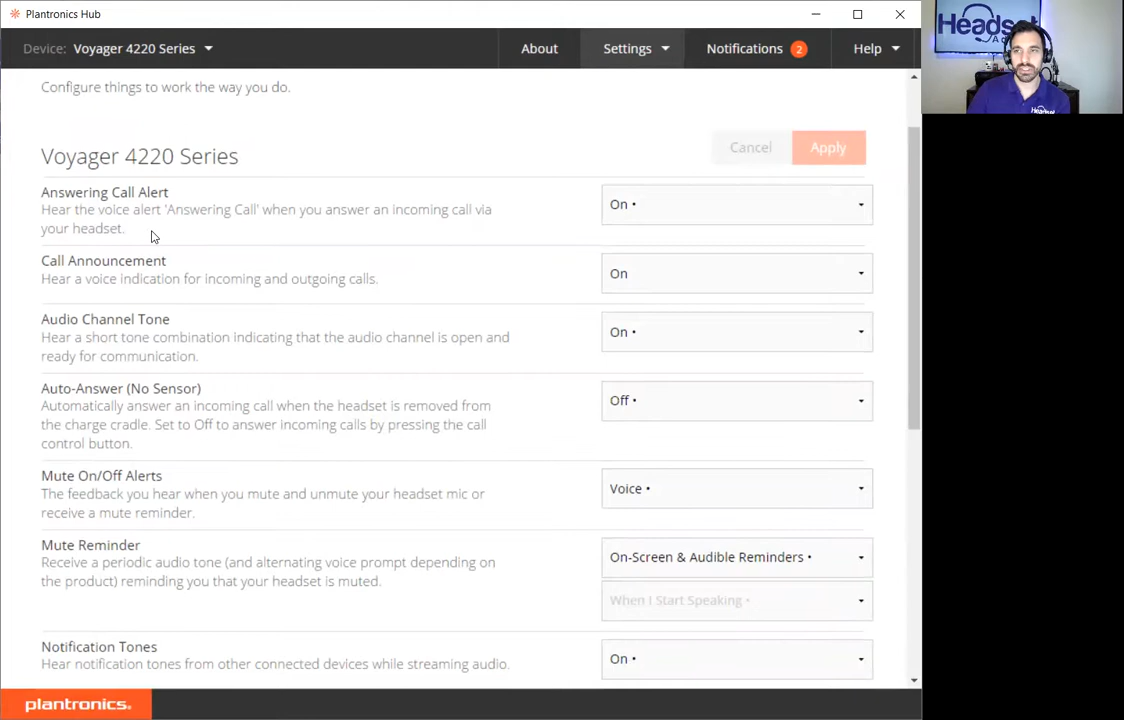 Plantronics Hub
Device: Voyager 4220 Series
About
Settings
Notifications 2
Help
Configure things to work the way you do.
Voyager 4220 Series
Cancel
Apply
Answering Call Alert
Hear the voice alert 'Answering Call' when you answer an incoming call via
your headset.
On •
Call Announcement
Hear a voice indication for incoming and outgoing calls.
On
Audio Channel Tone
Hear a short tone combination indicating that the audio channel is open and
ready for communication.
On •
Auto-Answer (No Sensor)
Automatically answer an incoming call when the headset is removed from
the charge cradle. Set to Off to answer incoming calls by pressing the call
control button.
Off •
Mute On/Off Alerts
The feedback you hear when you mute and unmute your headset mic or
receive a mute reminder.
Voice •
Mute Reminder
Receive a periodic audio tone (and alternating voice prompt depending on
the product) reminding you that your headset is muted.
On-Screen & Audible Reminders •
When I Start Speaking •
Notification Tones
Hear notification tones from other connected devices while streaming audio.
On •
plantronics.
Headset